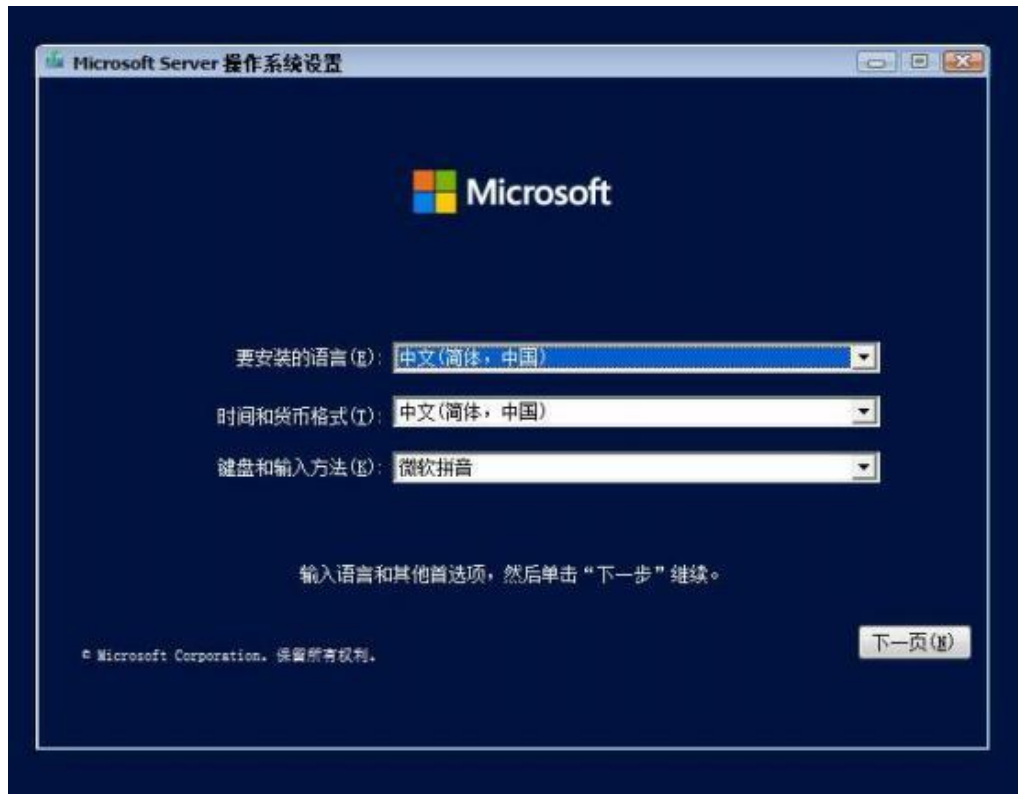 Microsoft Server 操作系统设置
Microsoft
要安装的语言(E): 中文(简体，中国)
时间和货币格式(T): 中文(简体，中国)
键盘和输入方法(K): 微软拼音
输入语言和其他首选项，然后单击“下一步”继续。
© Microsoft Corporation。保留所有权利。
下一页(N)